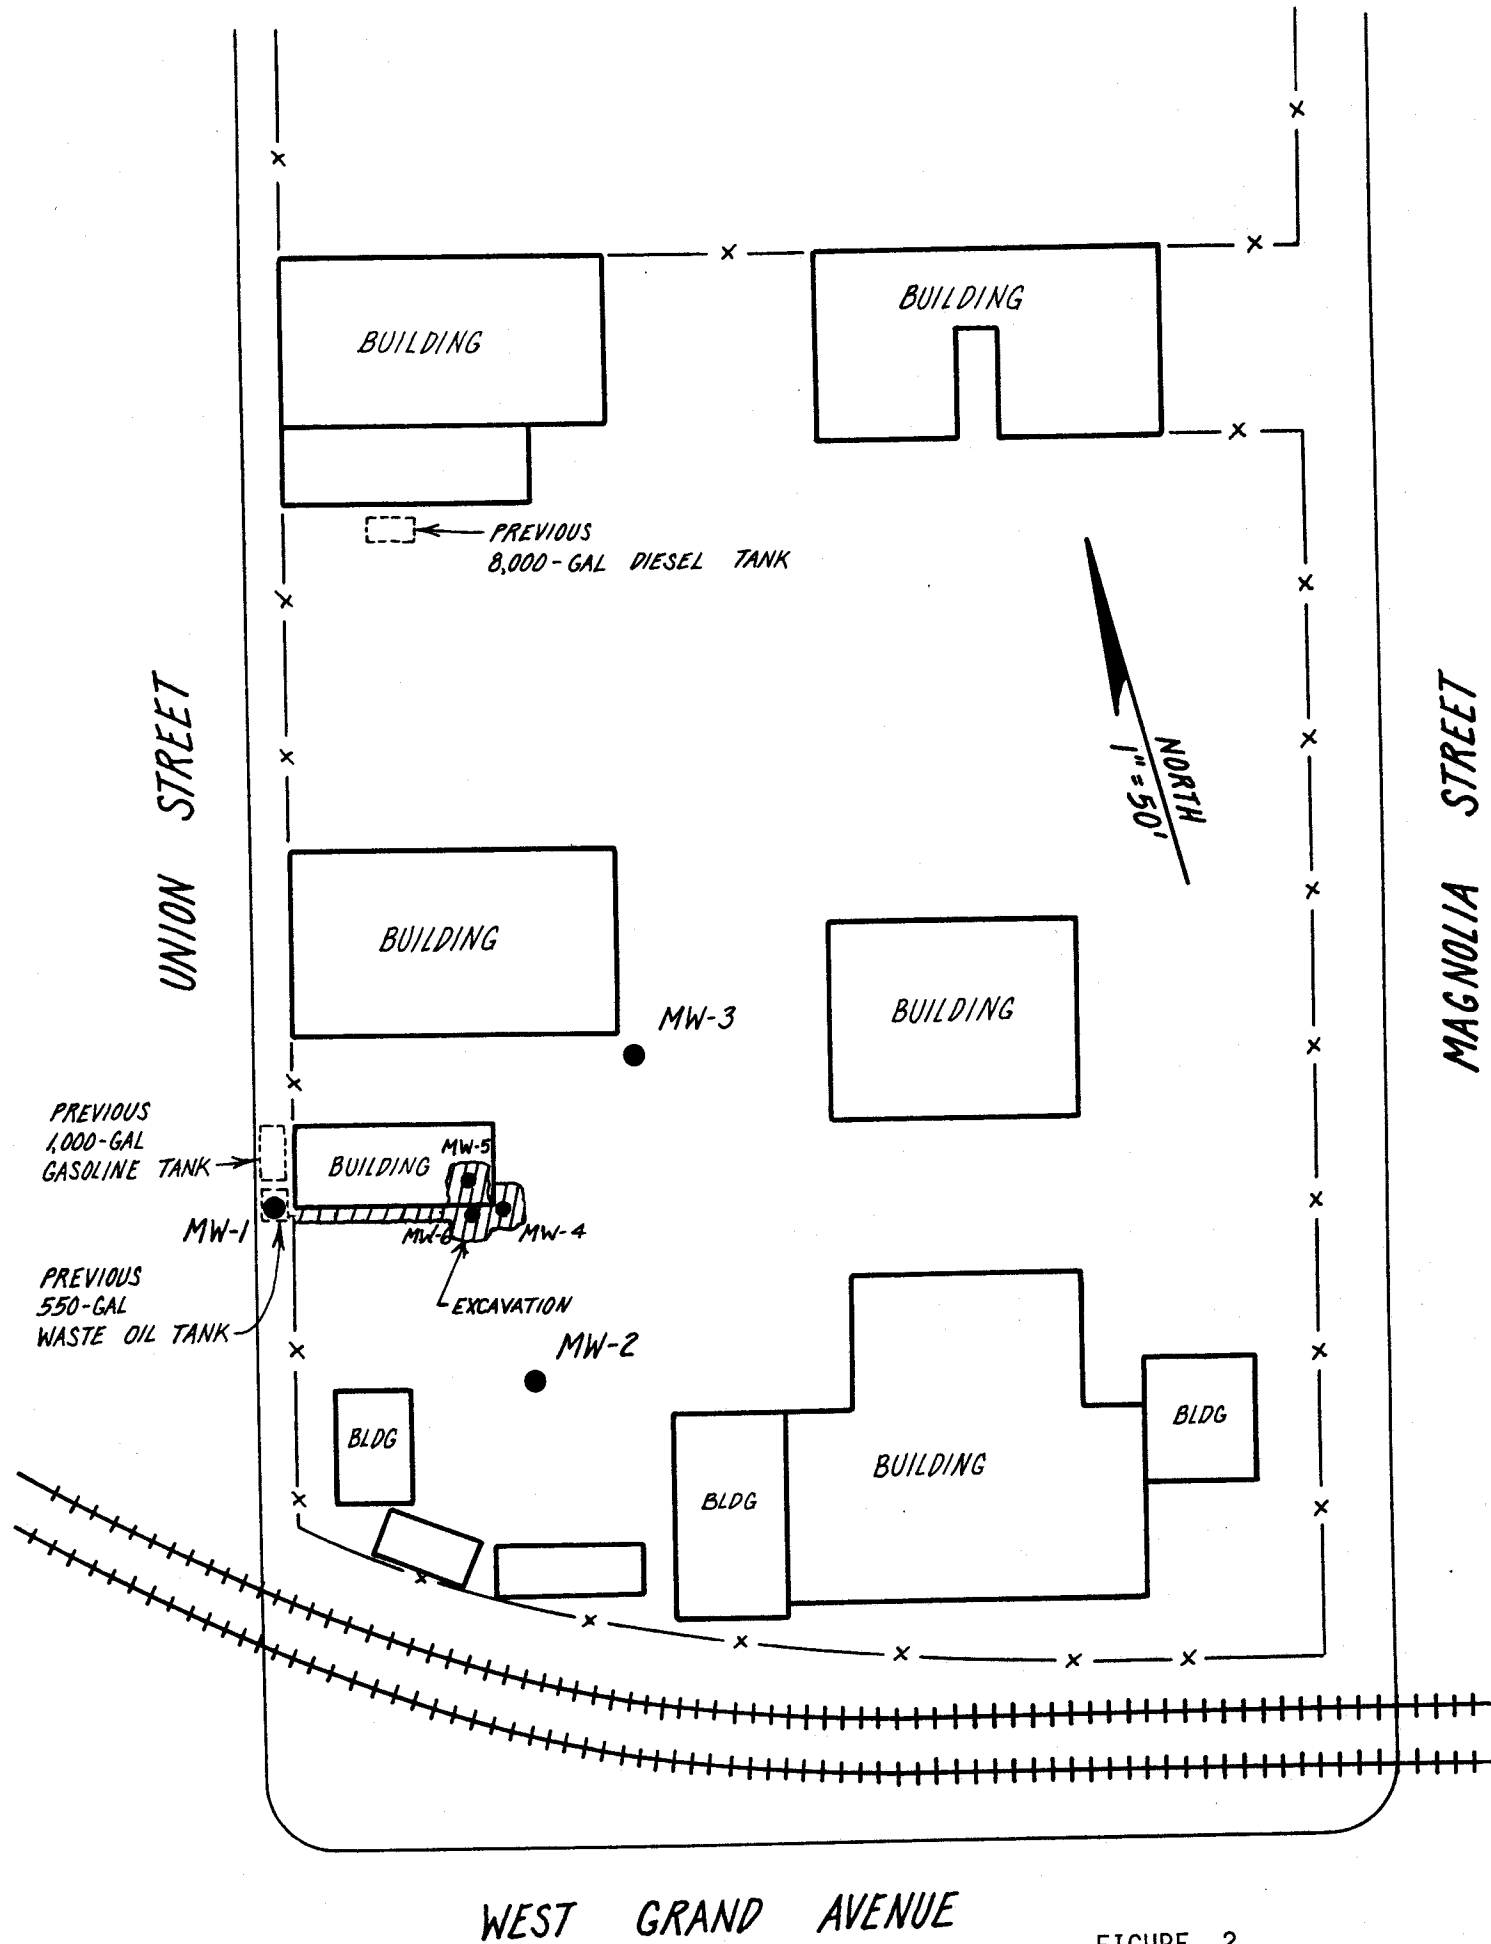 BUILDING
BUILDING
PREVIOUS
8,000-GAL DIESEL TANK
UNION STREET
NORTH
1" = 50'
MAGNOLIA STREET
BUILDING
BUILDING
MW-3
PREVIOUS
1,000-GAL
GASOLINE TANK
BUILDING
MW-5
MW-1
MW-6
MW-4
PREVIOUS
550-GAL
WASTE OIL TANK
EXCAVATION
MW-2
BLDG
BLDG
BUILDING
BLDG
WEST GRAND AVENUE
FIGURE 2